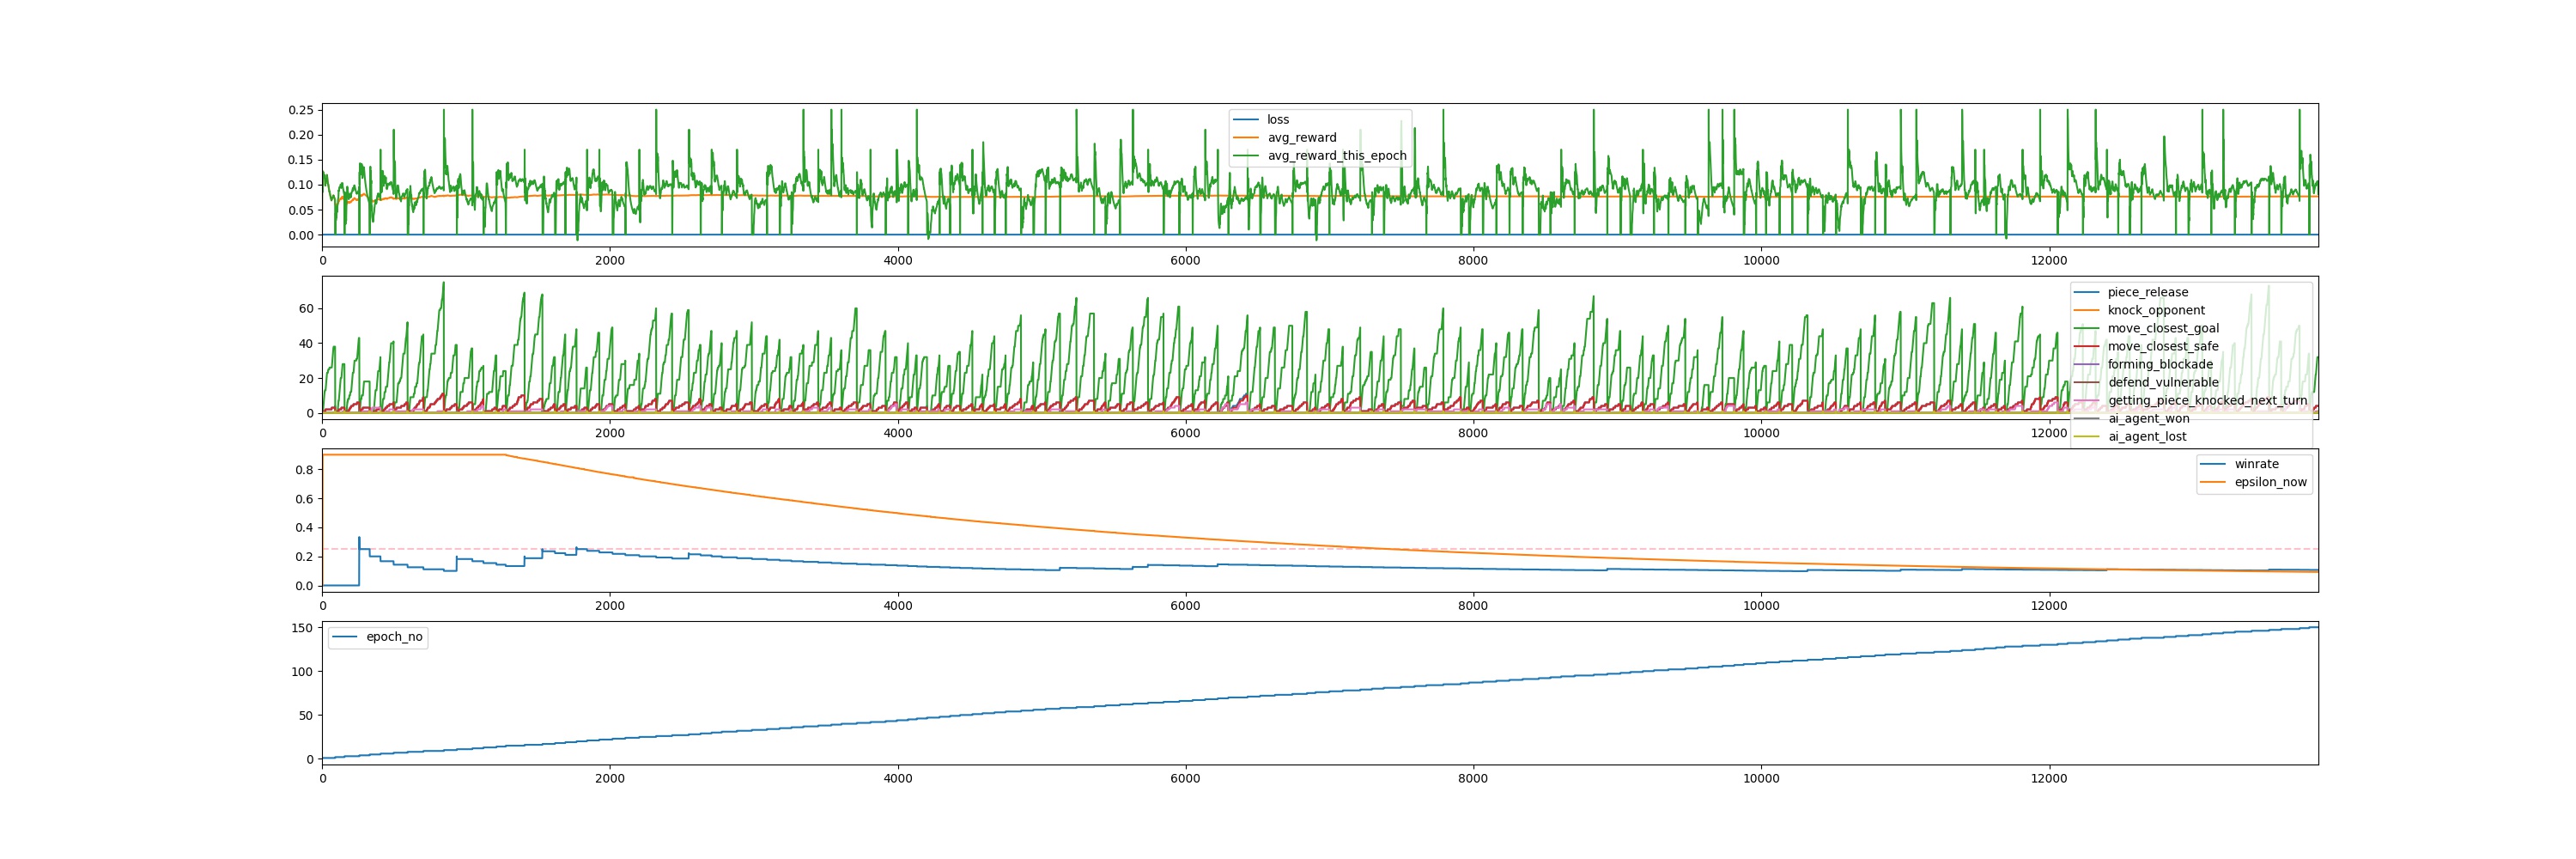 0.25
0.20
0.15
0.10
0.05
0.00
loss
avg_reward
avg_reward_this_epoch
0 2000 4000 6000 8000 10000 12000
60
40
20
0
piece_release
knock_opponent
move_closest_goal
move_closest_safe
forming_blockade
defend_vulnerable
getting_piece_knocked_next_turn
ai_agent_won
ai_agent_lost
0 2000 4000 6000 8000 10000 12000
0.8
0.6
0.4
0.2
0.0
winrate
epsilon_now
0 2000 4000 6000 8000 10000 12000
150
100
50
0
epoch_no
0 2000 4000 6000 8000 10000 12000